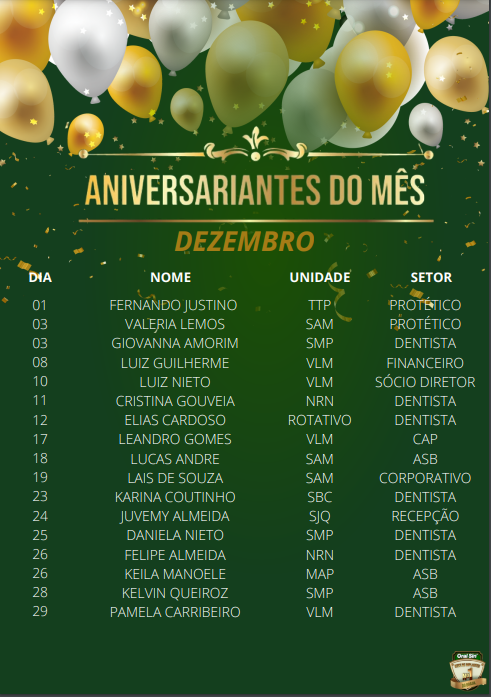 ANIVERSARIANTES DO MÊS
DEZEMBRO
DIA NOME UNIDADE SETOR
01 FERNANDO JUSTINO TTP PROTÉTICO
03 VALERIA LEMOS SAM PROTÉTICO
03 GIOVANNA AMORIM SMP DENTISTA
08 LUIZ GUILHERME VLM FINANCEIRO
10 LUIZ NIETO VLM SÓCIO DIRETOR
11 CRISTINA GOUVEIA NRN DENTISTA
12 ELIAS CARDOSO ROTATIVO DENTISTA
17 LEANDRO GOMES VLM CAP
18 LUCAS ANDRE SAM ASB
19 LAIS DE SOUZA SAM CORPORATIVO
23 KARINA COUTINHO SBC DENTISTA
24 JUVEMY ALMEIDA SJQ RECEPÇÃO
25 DANIELA NIETO SMP DENTISTA
26 FELIPE ALMEIDA NRN DENTISTA
26 KEILA MANOELE MAP ASB
28 KELVIN QUEIROZ SMP ASB
29 PAMELA CARRIBEIRO VLM DENTISTA
Oral Sin